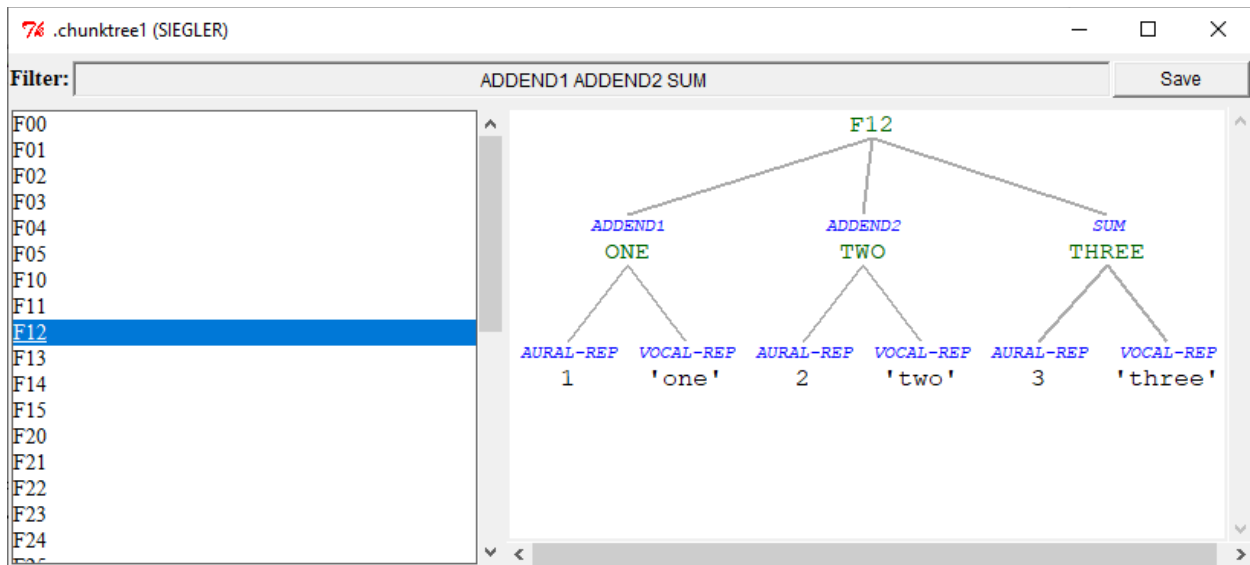 .chunktree1 (SIEGLER)
Filter: ADDEND1 ADDEND2 SUM Save
F00
F01
F02
F03
F04
F05
F10
F11
F12
F13
F14
F15
F20
F21
F22
F23
F24
F12
ADDEND1 ADDEND2 SUM
ONE TWO THREE
AURAL-REP VOCAL-REP AURAL-REP VOCAL-REP AURAL-REP VOCAL-REP
1 'one' 2 'two' 3 'three'